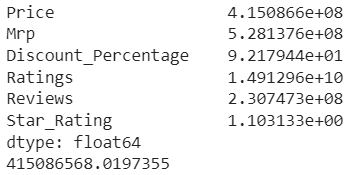 Price 4.150866e+08
Mrp 5.281376e+08
Discount_Percentage 9.217944e+01
Ratings 1.491296e+10
Reviews 2.307473e+08
Star_Rating 1.103133e+00
dtype: float64
415086568.0197355